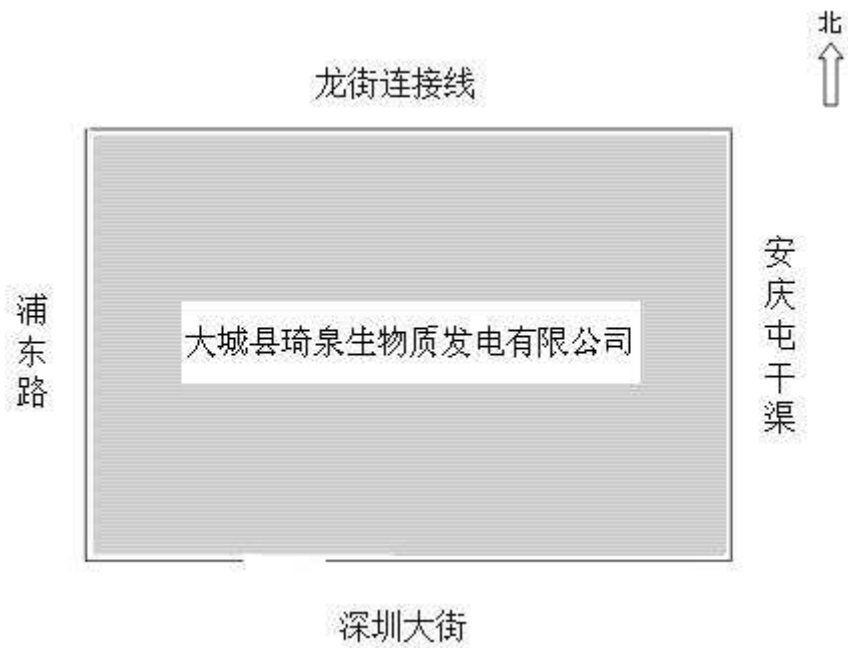 北
龙街连接线
浦东路
大城县琦泉生物质发电有限公司
安庆屯干渠
深圳大街